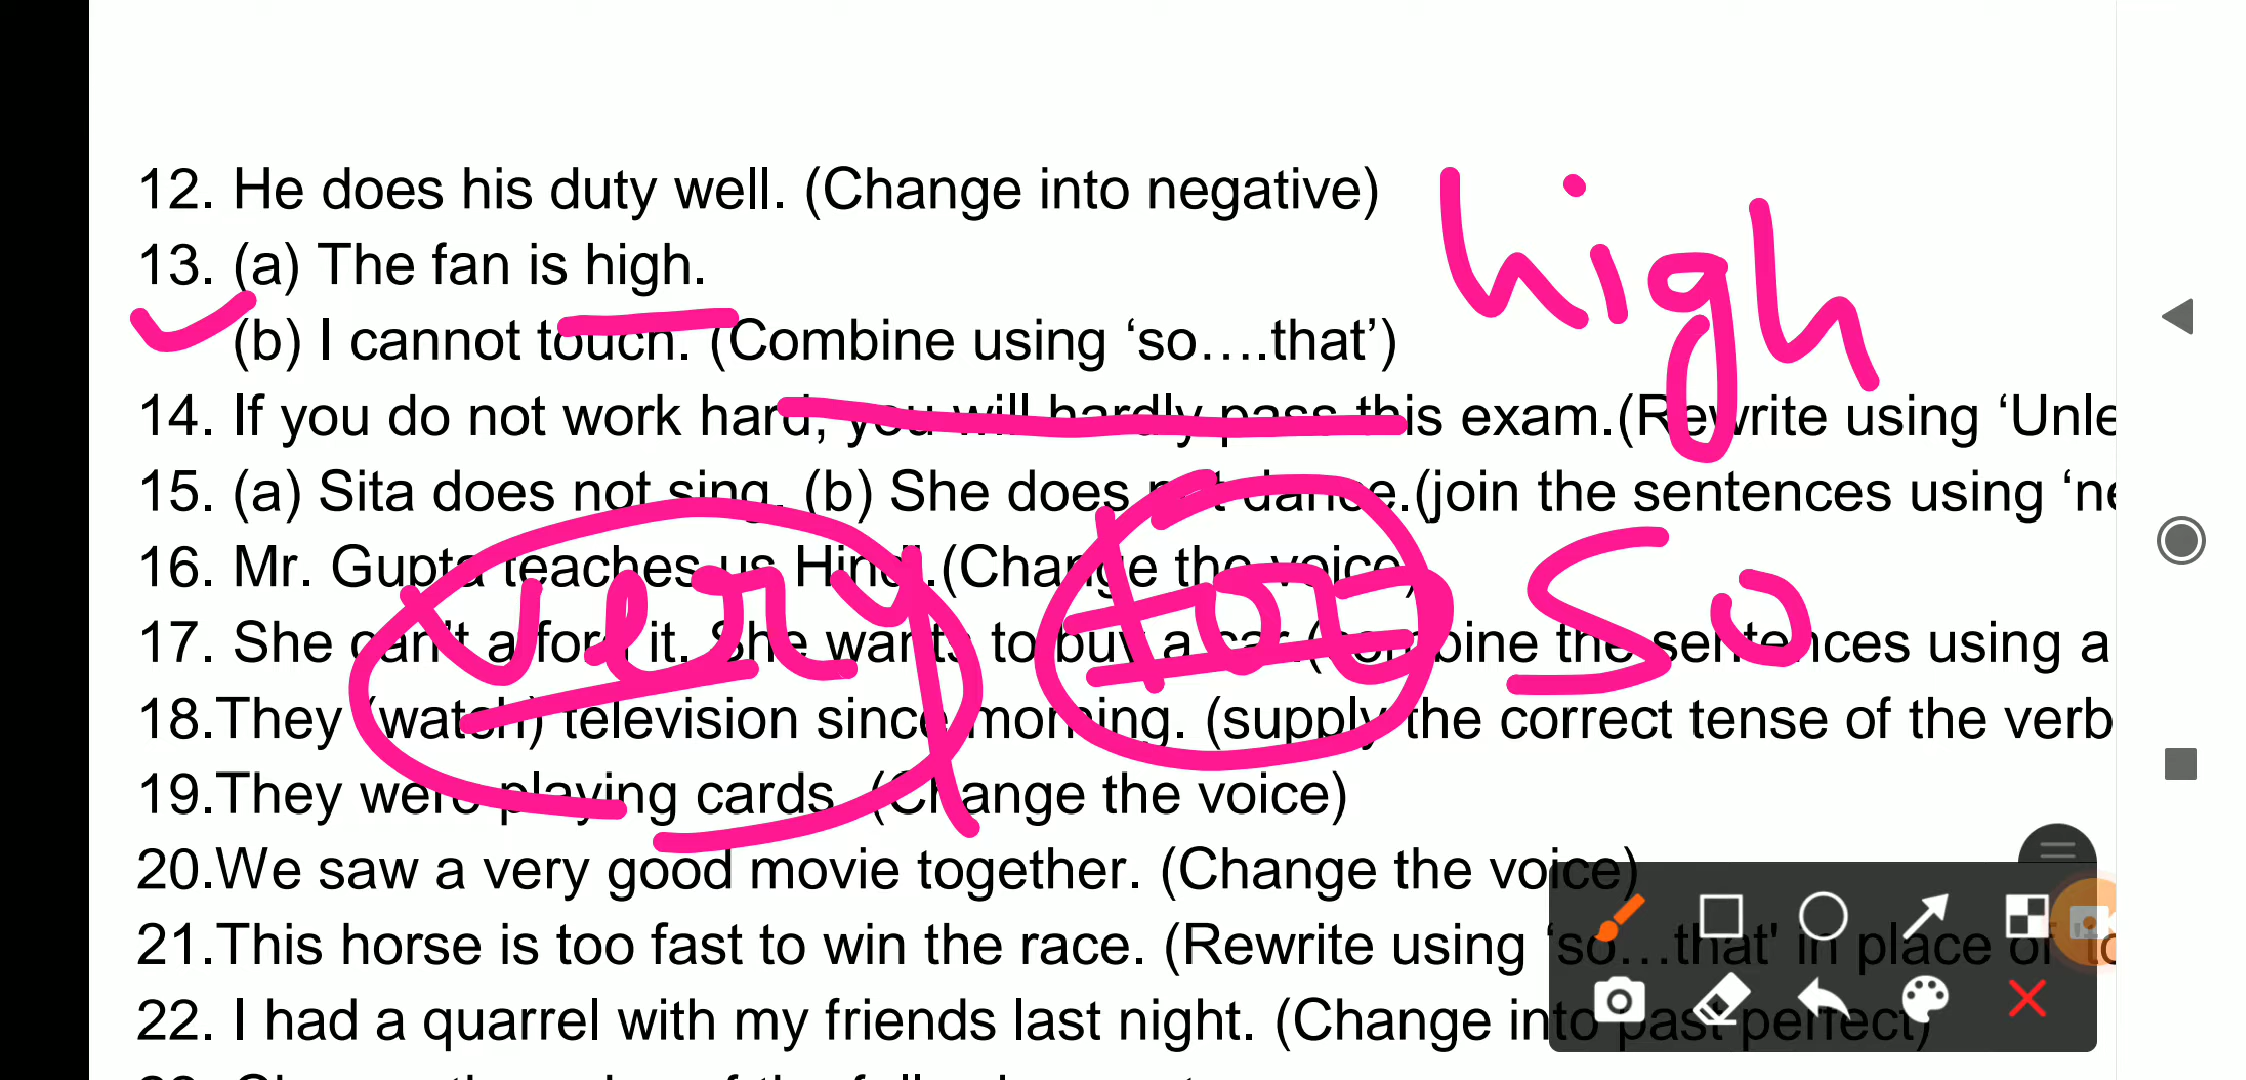 12. He does his duty well. (Change into negative)
13. (a) The fan is high.
(b) I cannot touch. (Combine using ‘so….that’)
14. If you do not work hard, you will hardly pass this exam.(Rewrite using ‘Unle
15. (a) Sita does not sing. (b) She does not dance.(join the sentences using ‘ne
16. Mr. Gupta teaches us Hindi.(Change the voice)
17. She can't afford it. She wants to buy a car.(combine the sentences using a
18.They (watch) television since morning. (supply the correct tense of the verb
19.They were playing cards. (Change the voice)
20.We saw a very good movie together. (Change the voice)
21.This horse is too fast to win the race. (Rewrite using ‘so…that' in place of 'to
22. I had a quarrel with my friends last night. (Change into past perfect)
high
very too so